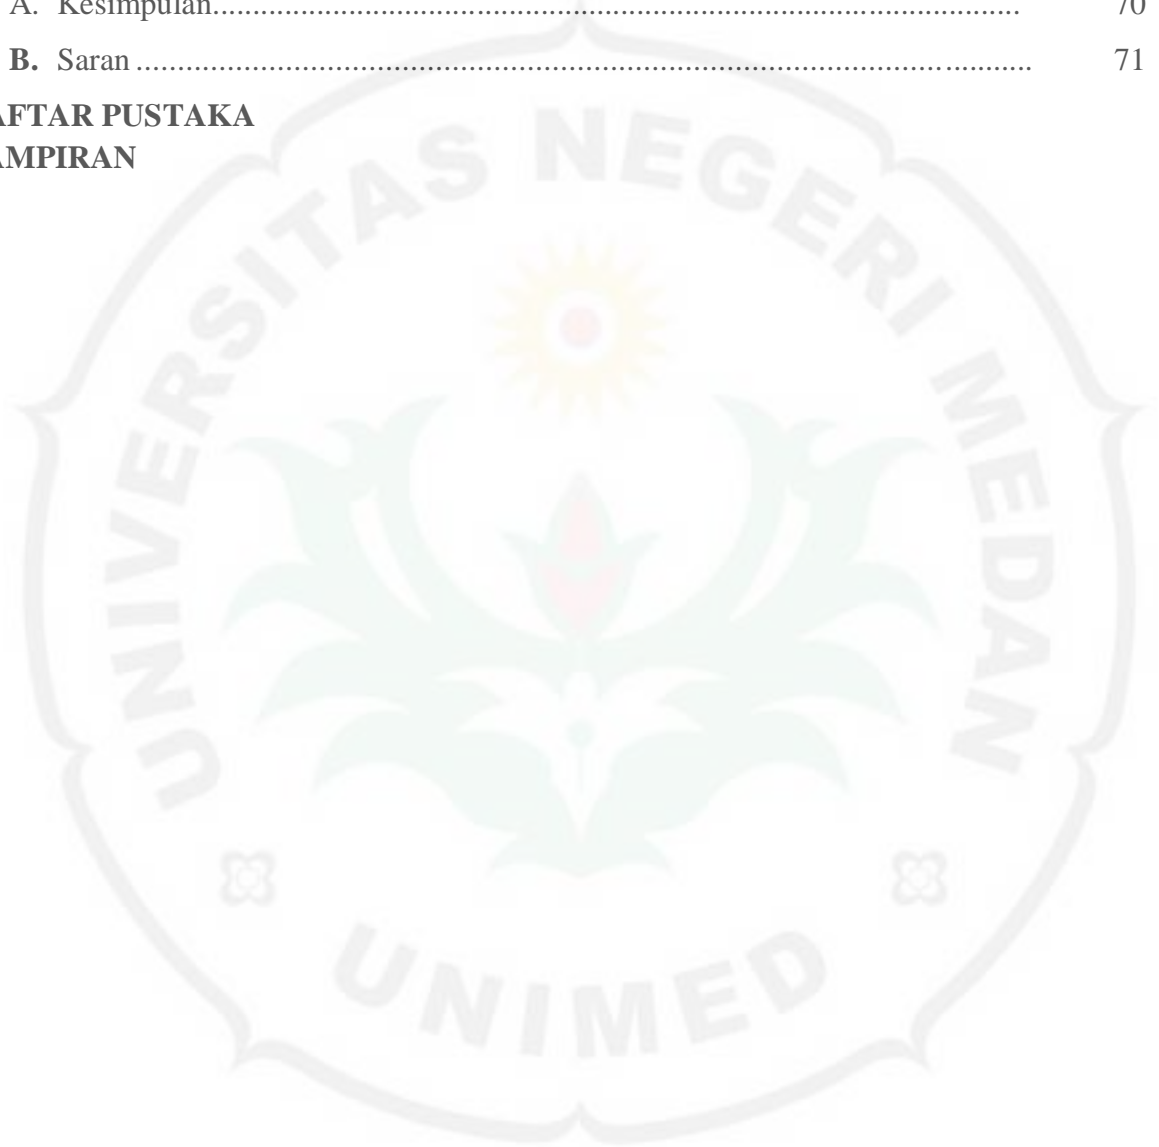 A. Kesimpulan.................................................................................................... 70
B. Saran ............................................................................................................ 71
AFTAR PUSTAKA
AMPIRAN
UNIVERSITAS NEGERI MEDAN
UNIMED